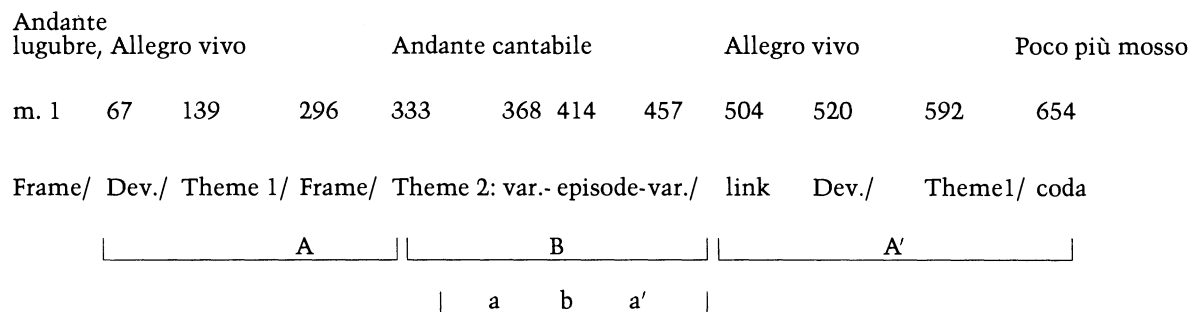 Andante
lugubre, Allegro vivo Andante cantabile Allegro vivo Poco più mosso
m. 1 67 139 296 333 368 414 457 504 520 592 654
Frame/ Dev./ Theme 1/ Frame/ Theme 2: var.- episode-var./ link Dev./ Theme1/ coda
A B A′
a b a′